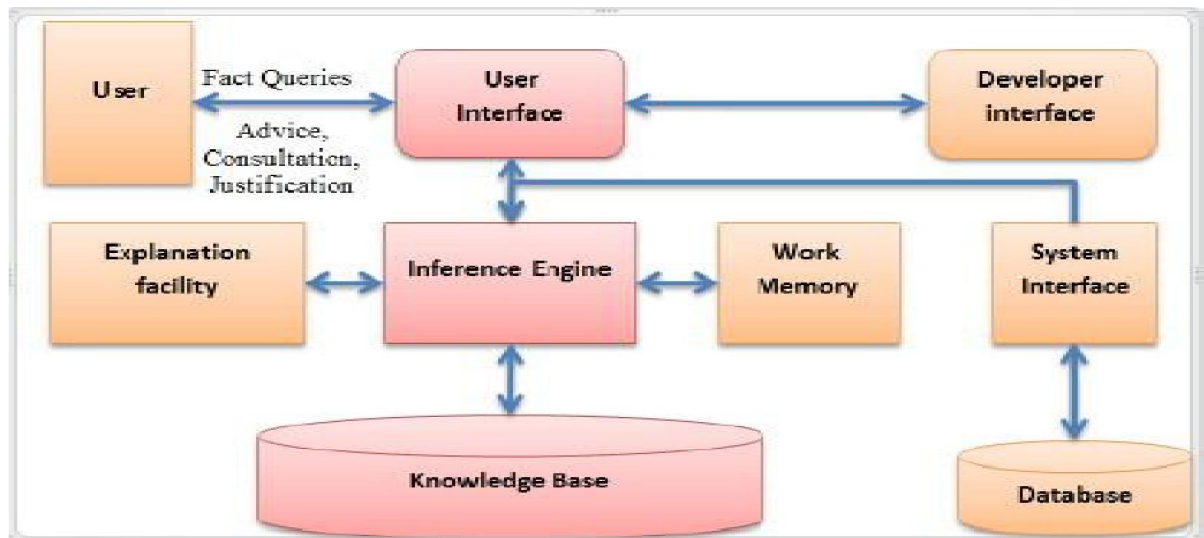 User
Fact Queries
Advice,
Consultation,
Justification
User
Interface
Developer
interface
Explanation
facility
Inference Engine
Work
Memory
System
Interface
Knowledge Base
Database